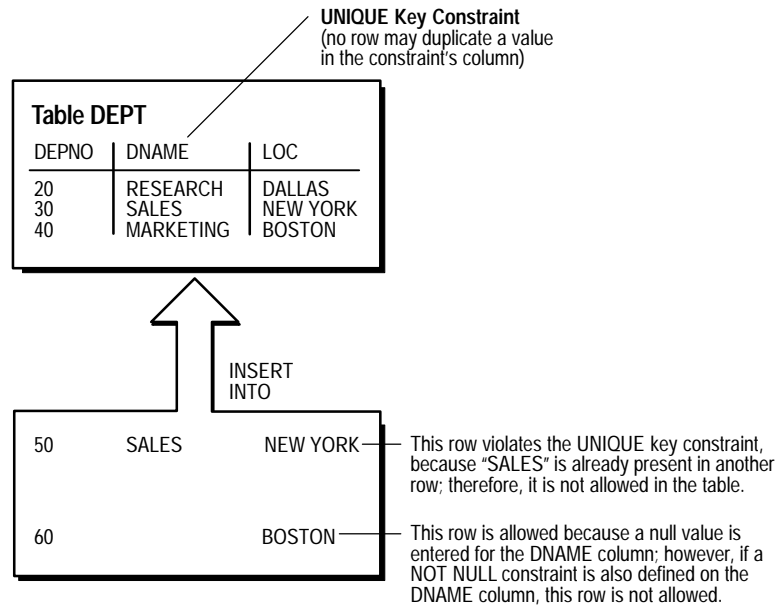 UNIQUE Key Constraint
(no row may duplicate a value
in the constraint's column)
Table DEPT
DEPNO DNAME LOC
20 RESEARCH DALLAS
30 SALES NEW YORK
40 MARKETING BOSTON
INSERT
INTO
50 SALES NEW YORK
This row violates the UNIQUE key constraint,
because "SALES" is already present in another
row; therefore, it is not allowed in the table.
60 BOSTON
This row is allowed because a null value is
entered for the DNAME column; however, if a
NOT NULL constraint is also defined on the
DNAME column, this row is not allowed.